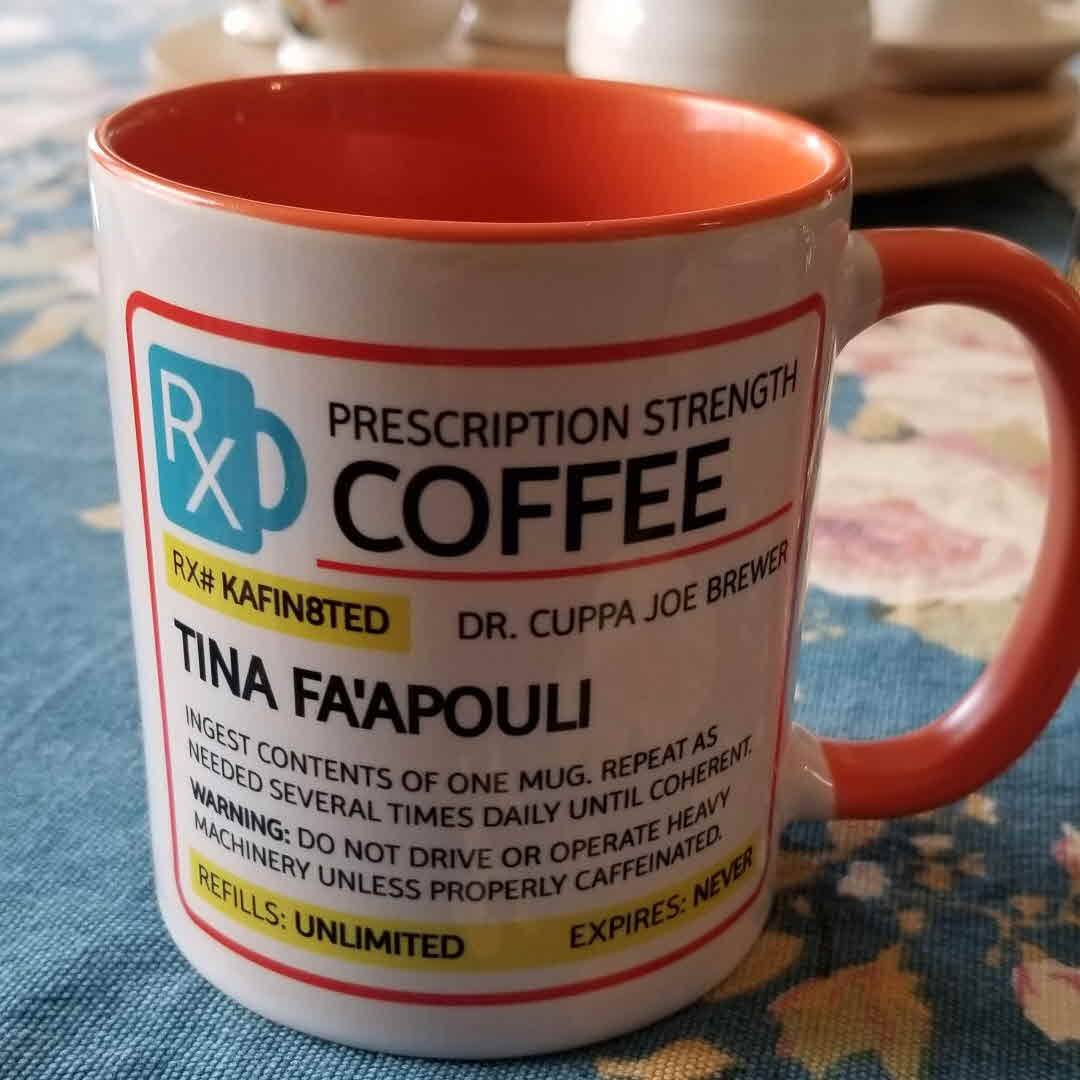 RX
PRESCRIPTION STRENGTH
COFFEE
RX# KAFIN8TED
DR. CUPPA JOE BREWER
TINA FA'APOULI
INGEST CONTENTS OF ONE MUG. REPEAT AS
NEEDED SEVERAL TIMES DAILY UNTIL COHERENT.
WARNING: DO NOT DRIVE OR OPERATE HEAVY
MACHINERY UNLESS PROPERLY CAFFEINATED.
REFILLS: UNLIMITED
EXPIRES: NEVER